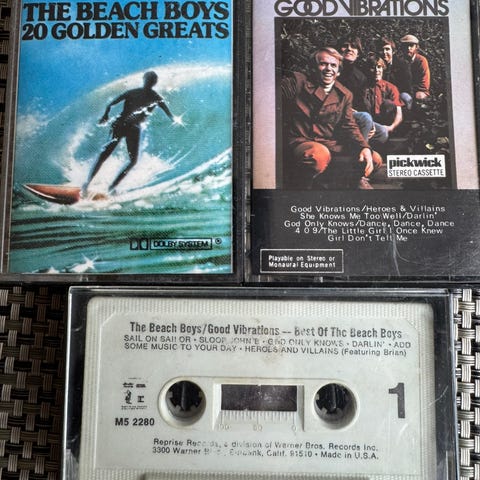 THE BEACH BOYS
20 GOLDEN GREATS
DOLBY SYSTEM ®
GOOD VIBRATIONS
pickwick
STEREO CASSETTE
Good Vibrations/Heroes & Villains
She Knows Me Too Well/Darlin'
God Only Knows/Dance, Dance, Dance
4 0 9/The Little Girl I Once Knew
Girl Don't Tell Me
Playable on Stereo or
Monaural Equipment
The Beach Boys/Good Vibrations — Best Of The Beach Boys
SAIL ON SAILOR • SLOOP JOHN B • GOD ONLY KNOWS • DARLIN' • ADD
SOME MUSIC TO YOUR DAY • HEROES AND VILLAINS (Featuring Brian)
1
M5 2280
Reprise Records, a division of Warner Bros. Records Inc.
3300 Warner Blvd., Burbank, Calif. 91510 • Made in U.S.A.